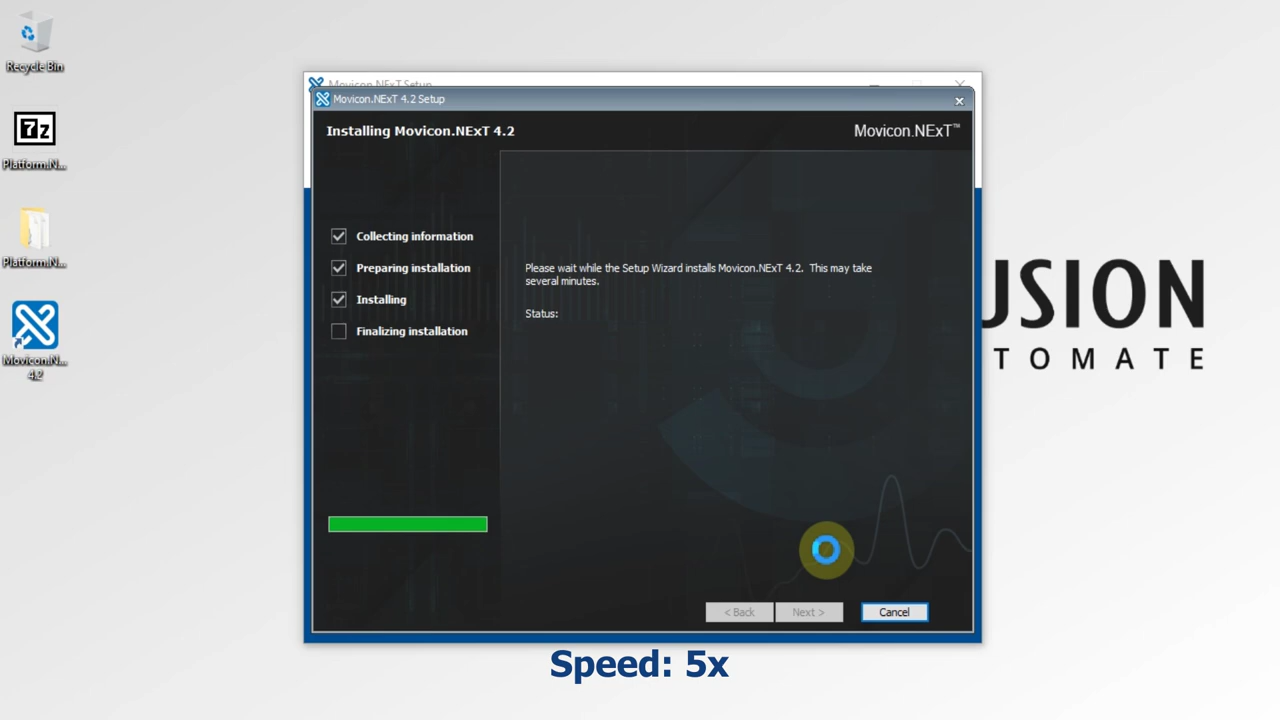 Recycle Bin
Platform.N...
Platform.N...
Movicon.N...
4.2
Movicon.NExT Setup
Movicon.NExT 4.2 Setup
Installing Movicon.NExT 4.2
Movicon.NExT™
Collecting information
Preparing installation
Installing
Finalizing installation
Please wait while the Setup Wizard installs Movicon.NExT 4.2. This may take
several minutes.
Status:
< Back
Next >
Cancel
USION
TOMATE
Speed: 5x